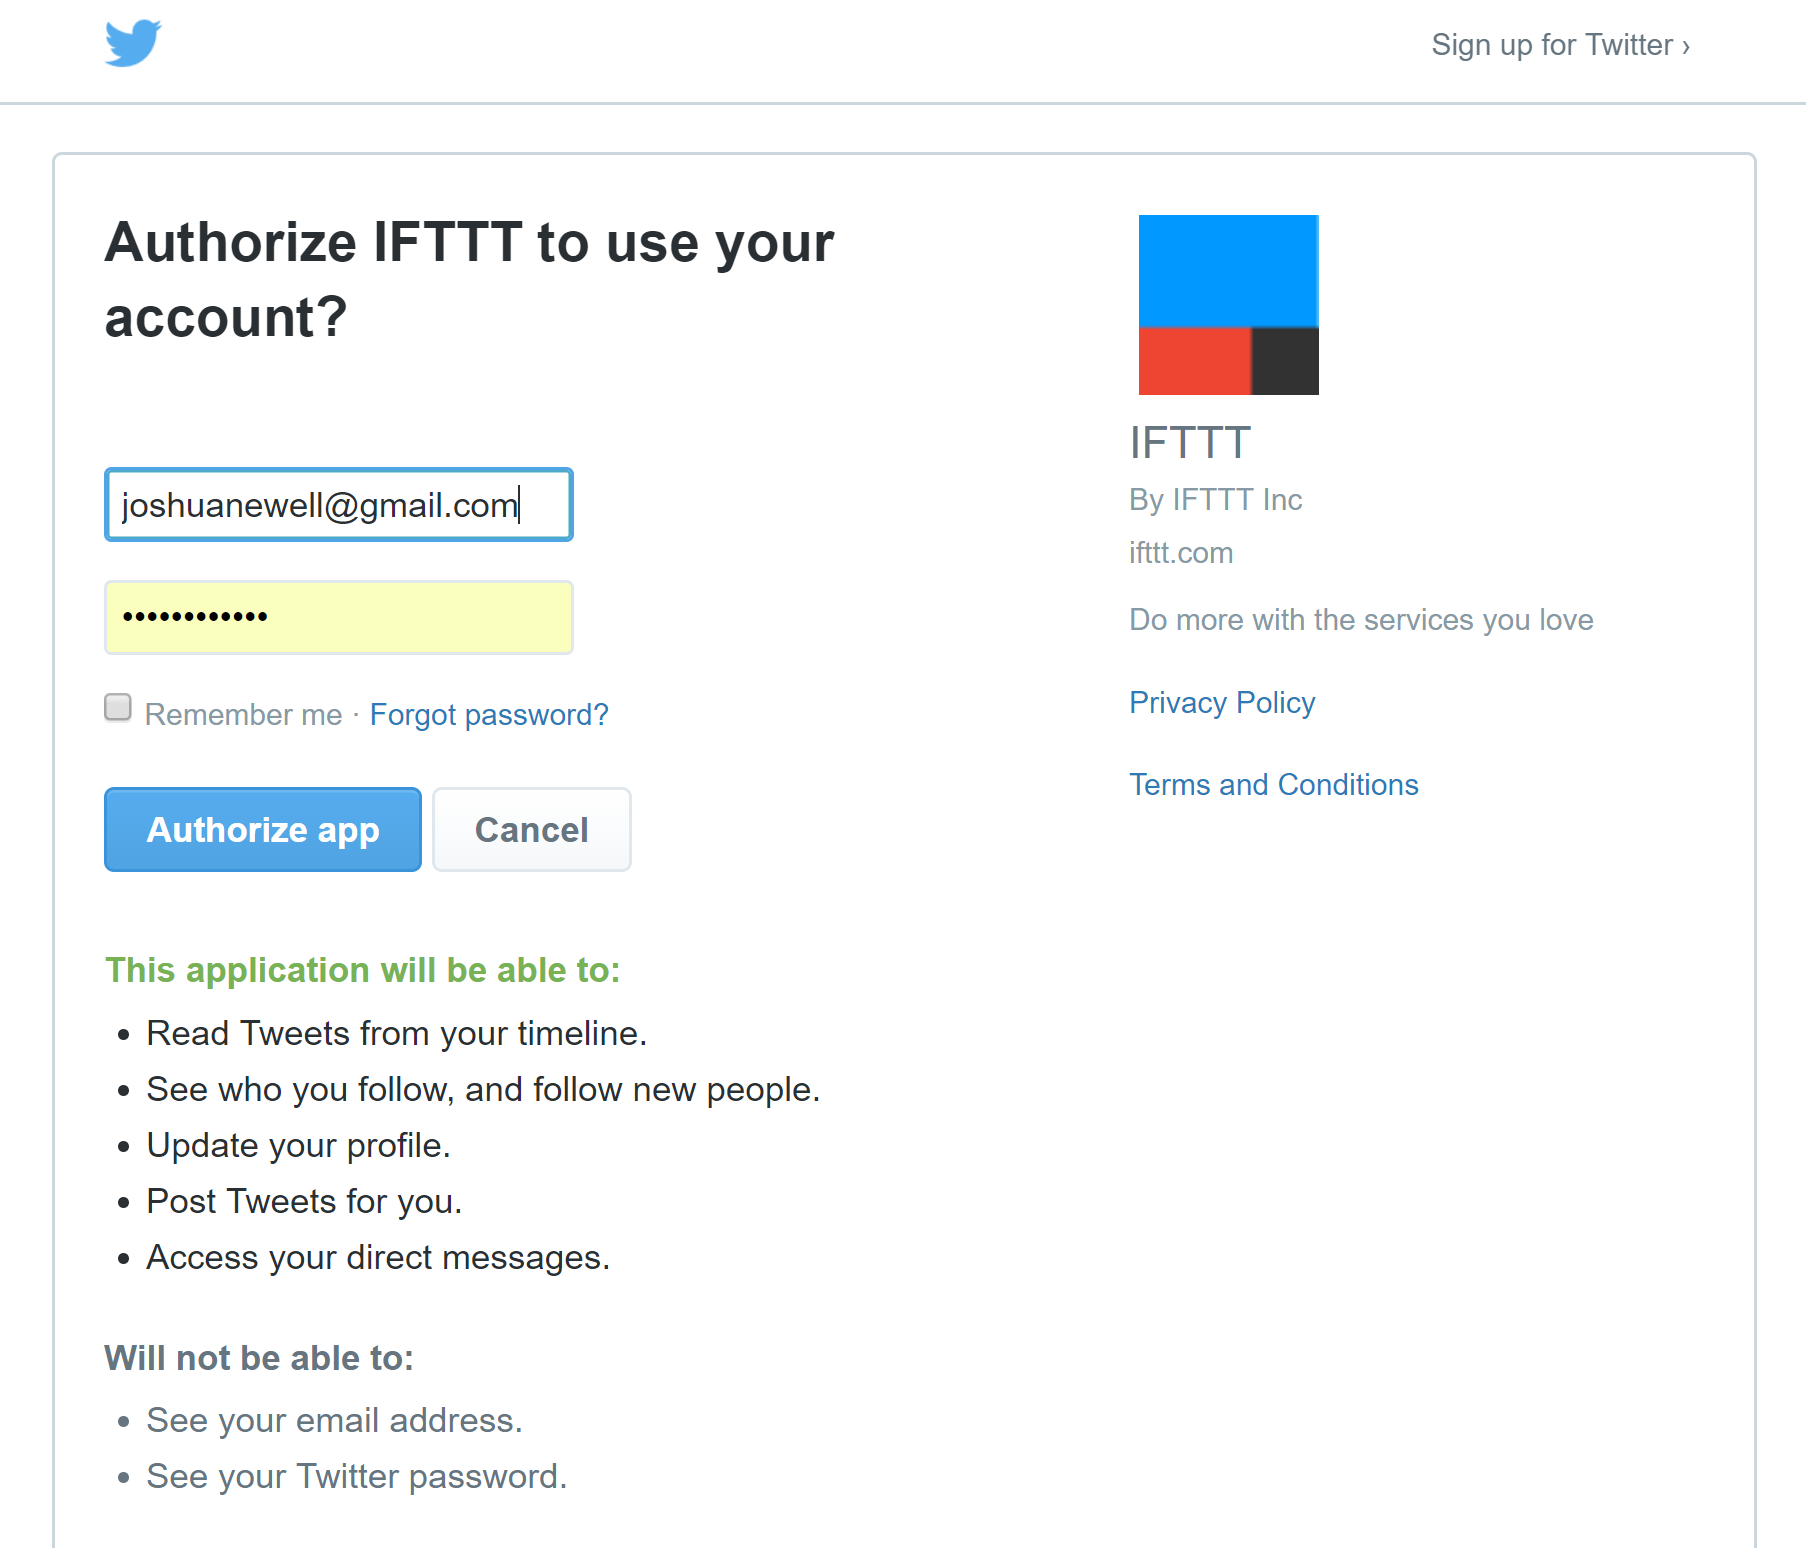 Sign up for Twitter ›
Authorize IFTTT to use your
account?
joshuanewell@gmail.com
••••••••••••
Remember me · Forgot password?
Authorize app
Cancel
This application will be able to:
• Read Tweets from your timeline.
• See who you follow, and follow new people.
• Update your profile.
• Post Tweets for you.
• Access your direct messages.
Will not be able to:
• See your email address.
• See your Twitter password.
IFTTT
By IFTTT Inc
ifttt.com
Do more with the services you love
Privacy Policy
Terms and Conditions